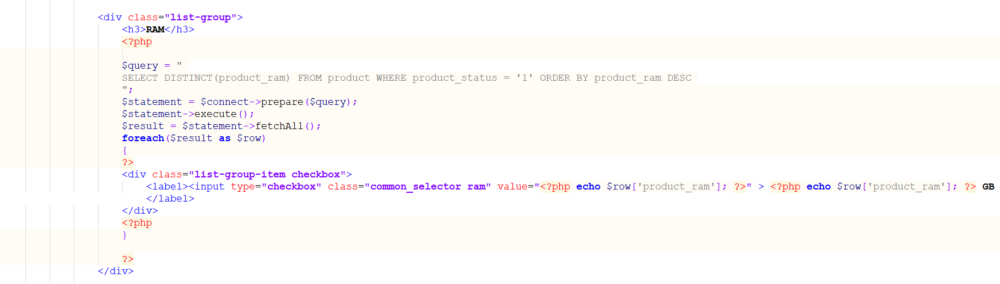 <div class="list-group">
<h3>RAM</h3>
<?php
$query = "
SELECT DISTINCT(product_ram) FROM product WHERE product_status = '1' ORDER BY product_ram DESC
";
$statement = $connect->prepare($query);
$statement->execute();
$result = $statement->fetchAll();
foreach($result as $row)
{
?>
<div class="list-group-item checkbox">
<label><input type="checkbox" class="common_selector ram" value="<?php echo $row['product_ram']; ?>" > <?php echo $row['product_ram']; ?> GB
</label>
</div>
<?php
}
?>
</div>